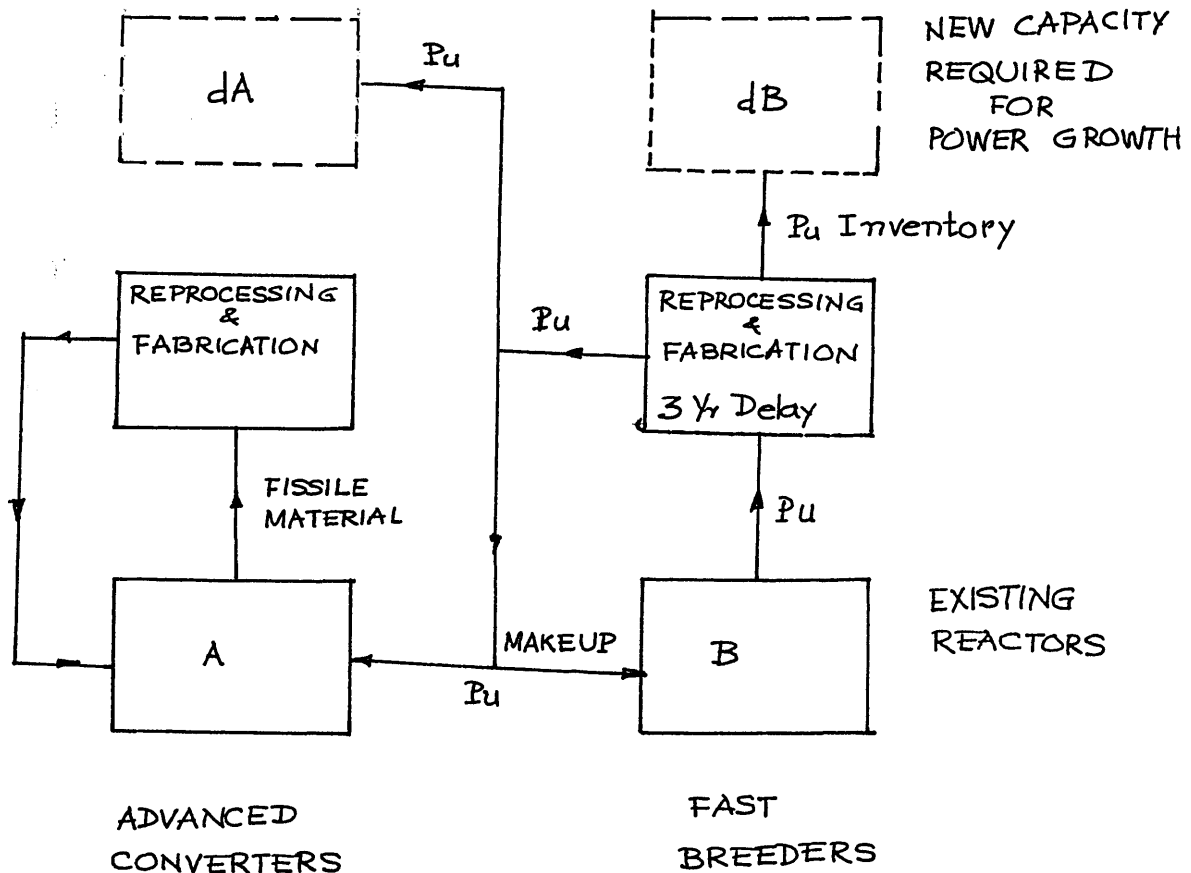 dA
Pu
dB
NEW CAPACITY
REQUIRED
FOR
POWER GROWTH
Pu Inventory
REPROCESSING
&
FABRICATION
Pu
REPROCESSING
&
FABRICATION
3 Yr Delay
FISSILE
MATERIAL
Pu
A
MAKEUP
Pu
B
EXISTING
REACTORS
ADVANCED
CONVERTERS
FAST
BREEDERS